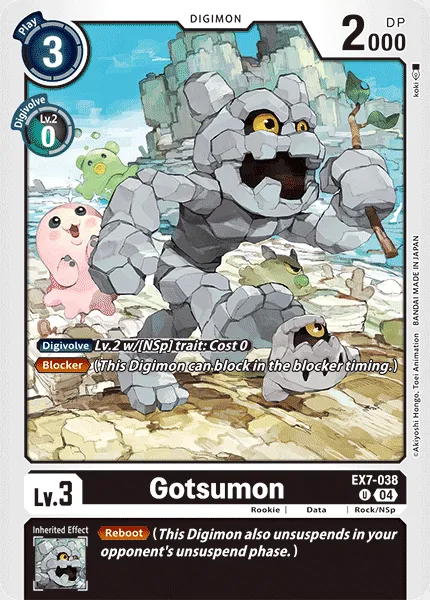 Play
3
DIGIMON
DP
2000
Digivolve
Lv.2
0
koki
Digivolve Lv.2 w/[NSp] trait: Cost 0
Blocker (This Digimon can block in the blocker timing.)
©Akiyoshi Hongo, Toei Animation BANDAI MADE IN JAPAN
Lv.3
Gotsumon
EX7-038
U 04
Rookie | Data | Rock/NSp
Inherited Effect
Reboot (This Digimon also unsuspends in your
opponent's unsuspend phase.)